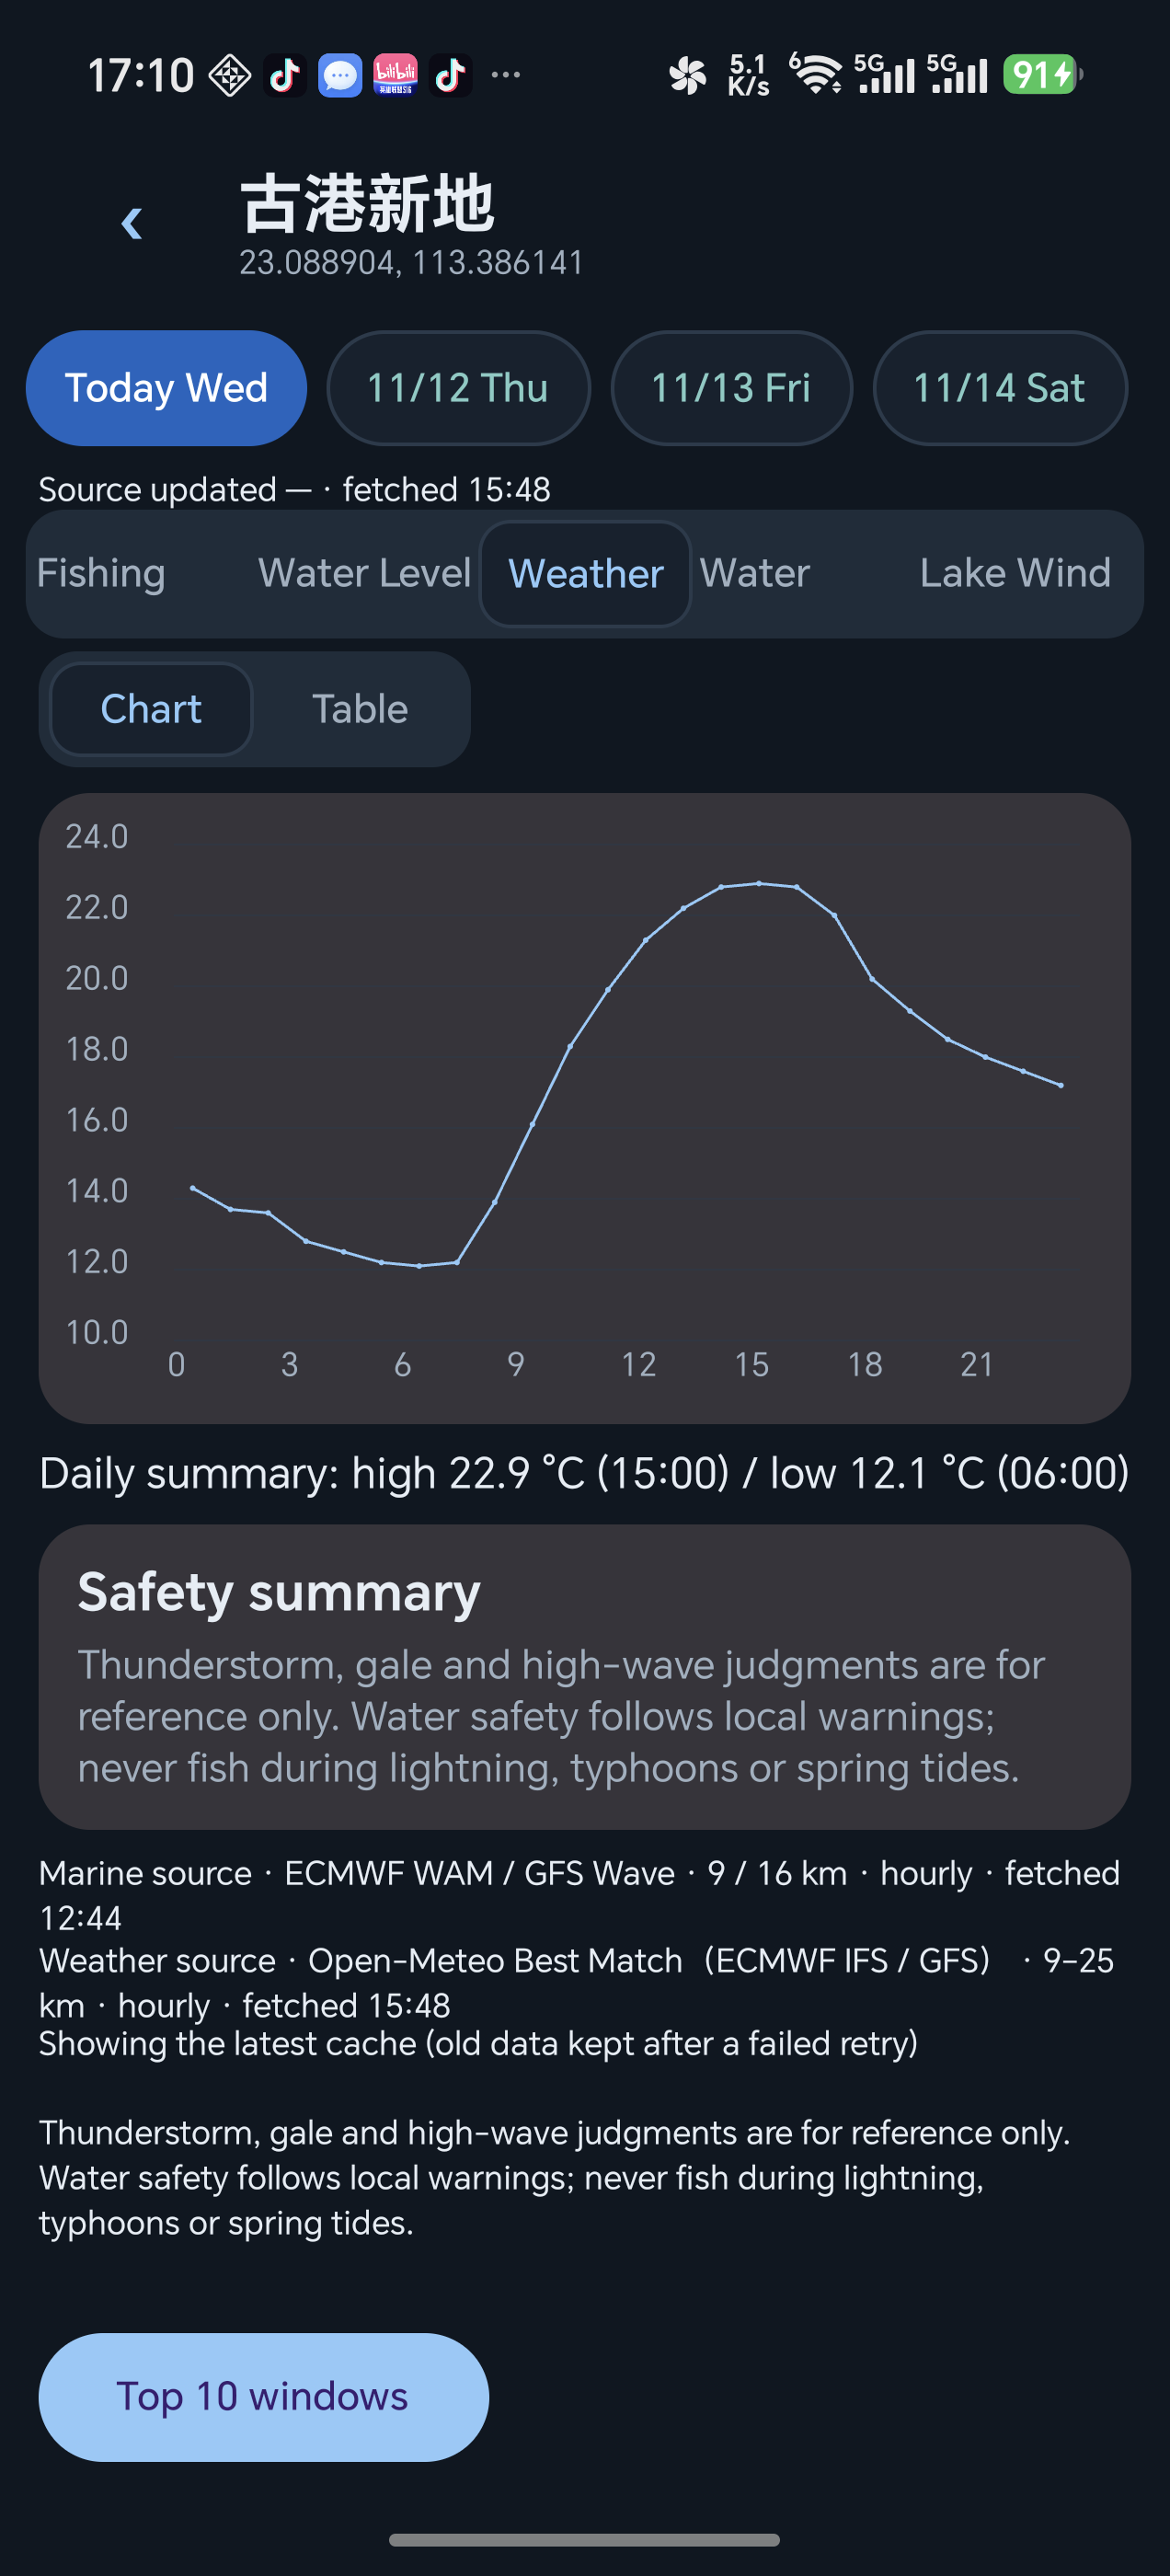 17:10
bilibili
···
5.1
K/s
6
5G
5G
91
古港新地
23.088904, 113.386141
Today Wed
11/12 Thu
11/13 Fri
11/14 Sat
Source updated — · fetched 15:48
Fishing
Water Level
Weather
Water
Lake Wind
Chart
Table
24.0
22.0
20.0
18.0
16.0
14.0
12.0
10.0
0 3 6 9 12 15 18 21
Daily summary: high 22.9 °C (15:00) / low 12.1 °C (06:00)
Safety summary
Thunderstorm, gale and high-wave judgments are for
reference only. Water safety follows local warnings;
never fish during lightning, typhoons or spring tides.
Marine source · ECMWF WAM / GFS Wave · 9 / 16 km · hourly · fetched
12:44
Weather source · Open-Meteo Best Match（ECMWF IFS / GFS） · 9–25
km · hourly · fetched 15:48
Showing the latest cache (old data kept after a failed retry)
Thunderstorm, gale and high-wave judgments are for reference only.
Water safety follows local warnings; never fish during lightning,
typhoons or spring tides.
Top 10 windows